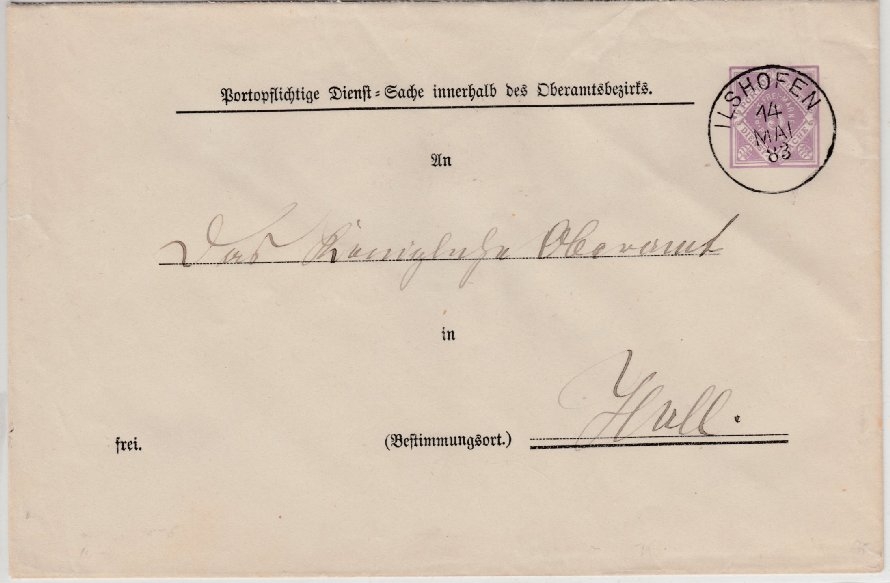 Portopflichtige Dienst-Sache innerhalb des Oberamtsbezirks.
ILSHOFEN
14
MAI
83
An
Das Königliche Oberamt
in
Hall.
frei.
(Bestimmungsort.)